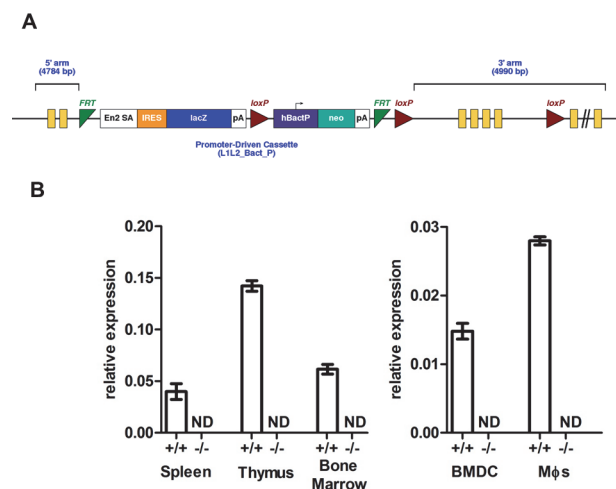 A
5' arm
(4784 bp)
3' arm
(4990 bp)
FRT
loxP
FRT
loxP
loxP
En2 SA
IRES
lacZ
pA
hBactP
neo
pA
Promoter-Driven Cassette
(L1L2_Bact_P)
B
relative expression
0.20
0.15
0.10
0.05
0.00
ND
ND
ND
+/+ -/- +/+ -/- +/+ -/-
Spleen Thymus Bone
Marrow
relative expression
0.03
0.02
0.01
0.00
ND
ND
+/+ -/- +/+ -/-
BMDC MϕS